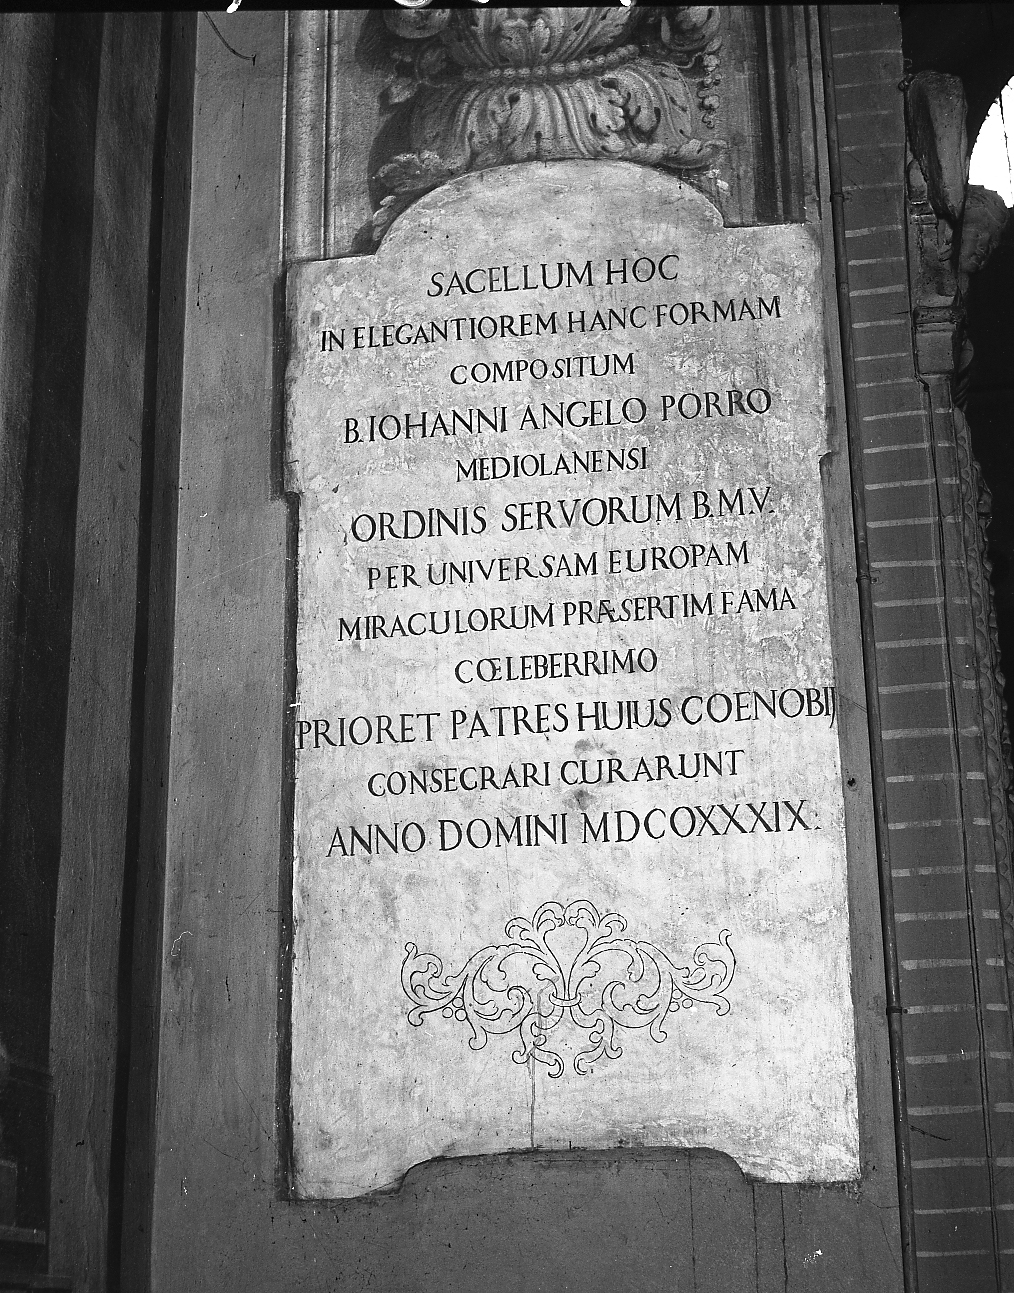 SACELLUM HOC
IN ELEGANTIOREM HANC FORMAM
COMPOSITUM
B. IOHANNI ANGELO PORRO
MEDIOLANENSI
ORDINIS SERVORUM B.M.V.
PER UNIVERSAM EUROPAM
MIRACULORUM PRÆSERTIM FAMA
CŒLEBERRIMO
PRIOR ET PATRES HUIUS COENOBIJ
CONSECRARI CURARUNT
ANNO DOMINI MDCOXXXIX.